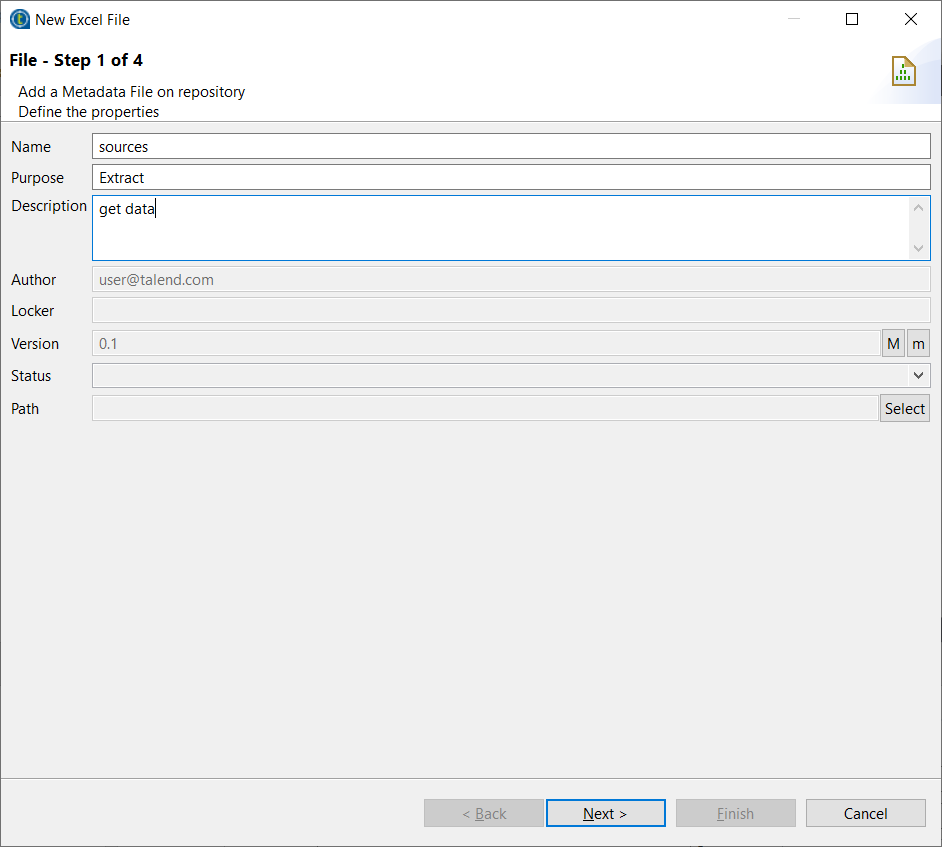 New Excel File
File - Step 1 of 4
Add a Metadata File on repository
Define the properties
Name sources
Purpose Extract
Description get data
Author user@talend.com
Locker
Version 0.1 M m
Status
Path Select
< Back Next > Finish Cancel